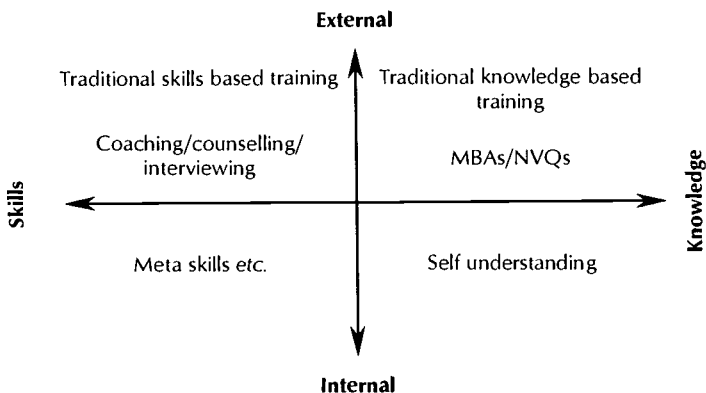 External
Traditional skills based training
Traditional knowledge based
training
Coaching/counselling/
interviewing
MBAs/NVQs
Skills
Knowledge
Meta skills etc.
Self understanding
Internal